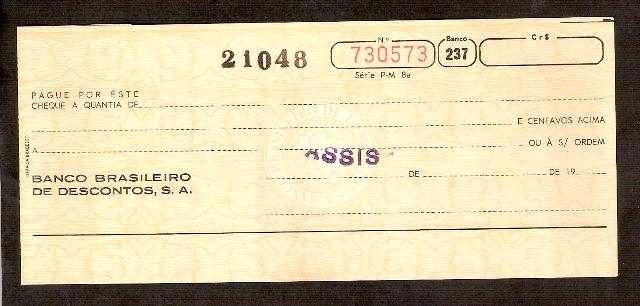 Nº Banco Cr$
21048 730573 237
Série P-M 8a
PAGUE POR ÊSTE
CHEQUE A QUANTIA DE
E CENTAVOS ACIMA
A OU À S/ ORDEM
ASSIS
BANCO BRASILEIRO
DE DESCONTOS, S. A.
DE DE 19